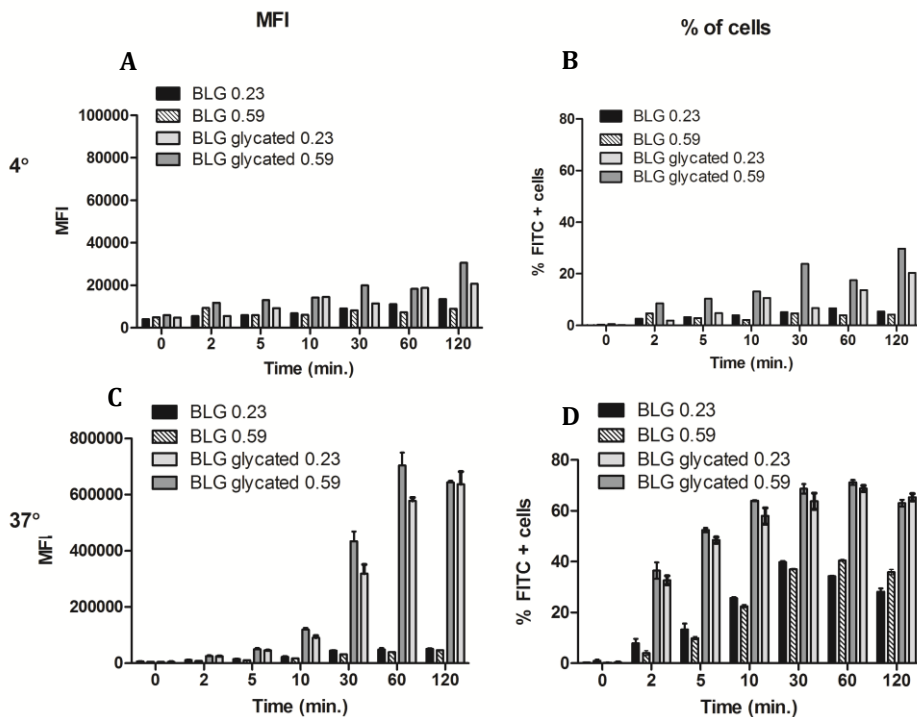 MFI
% of cells
4°
A
BLG 0.23
BLG 0.59
BLG glycated 0.23
BLG glycated 0.59
MFI
100000
80000
60000
40000
20000
0
0 2 5 10 30 60 120
Time (min.)
B
BLG 0.23
BLG 0.59
BLG glycated 0.23
BLG glycated 0.59
% FITC + cells
80
60
40
20
0
0 2 5 10 30 60 120
Time (min.)
37°
C
BLG 0.23
BLG 0.59
BLG glycated 0.23
BLG glycated 0.59
MFI
800000
600000
400000
200000
0
0 2 5 10 30 60 120
Time (min.)
D
BLG 0.23
BLG 0.59
BLG glycated 0.23
BLG glycated 0.59
% FITC + cells
80
60
40
20
0
0 2 5 10 30 60 120
Time (min.)